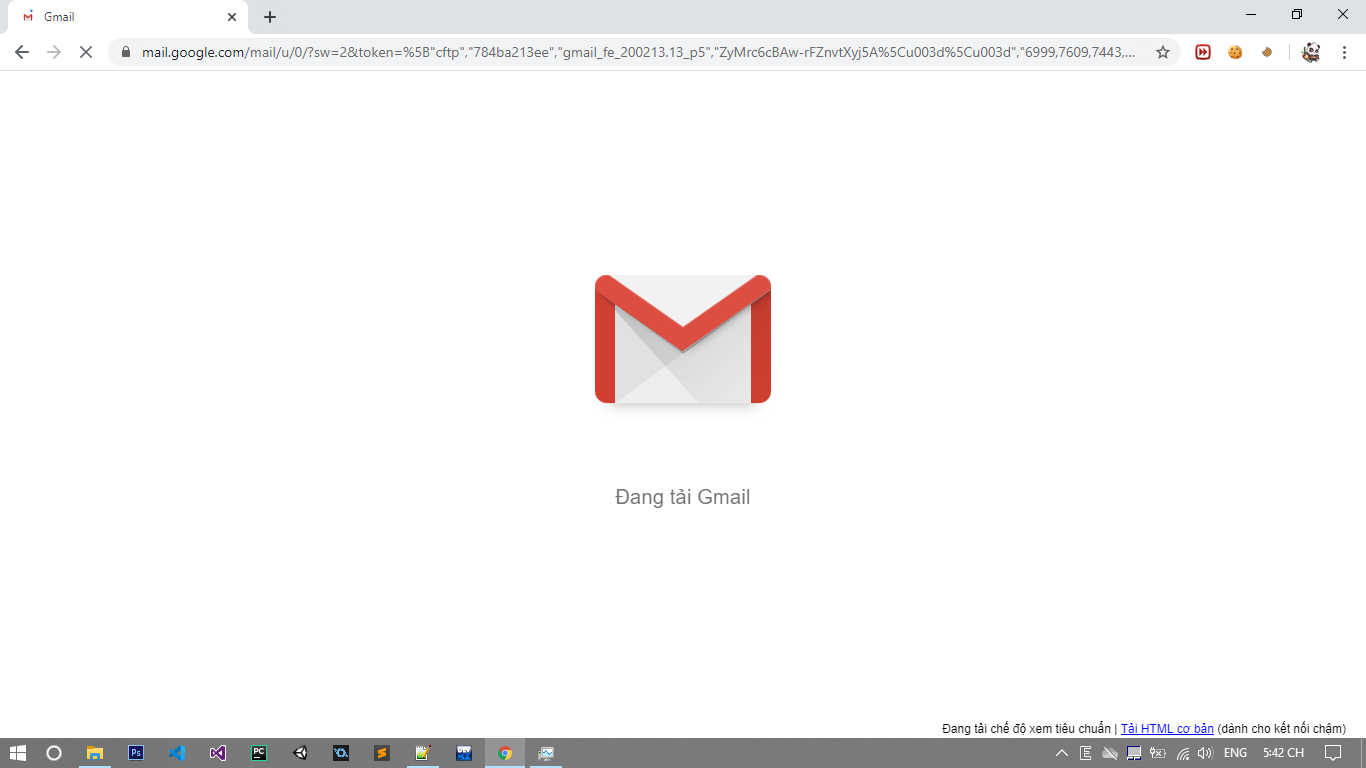 Gmail
mail.google.com/mail/u/0/?sw=2&token=%5B"cftp","784ba213ee","gmail_fe_200213.13_p5","ZyMrc6cBAw-rFZnvtXyj5A%5Cu003d%5Cu003d","6999,7609,7443,...
Đang tải Gmail
Đang tải chế độ xem tiêu chuẩn | Tải HTML cơ bản (dành cho kết nối chậm)
Ps
PC
ENG
5:42 CH